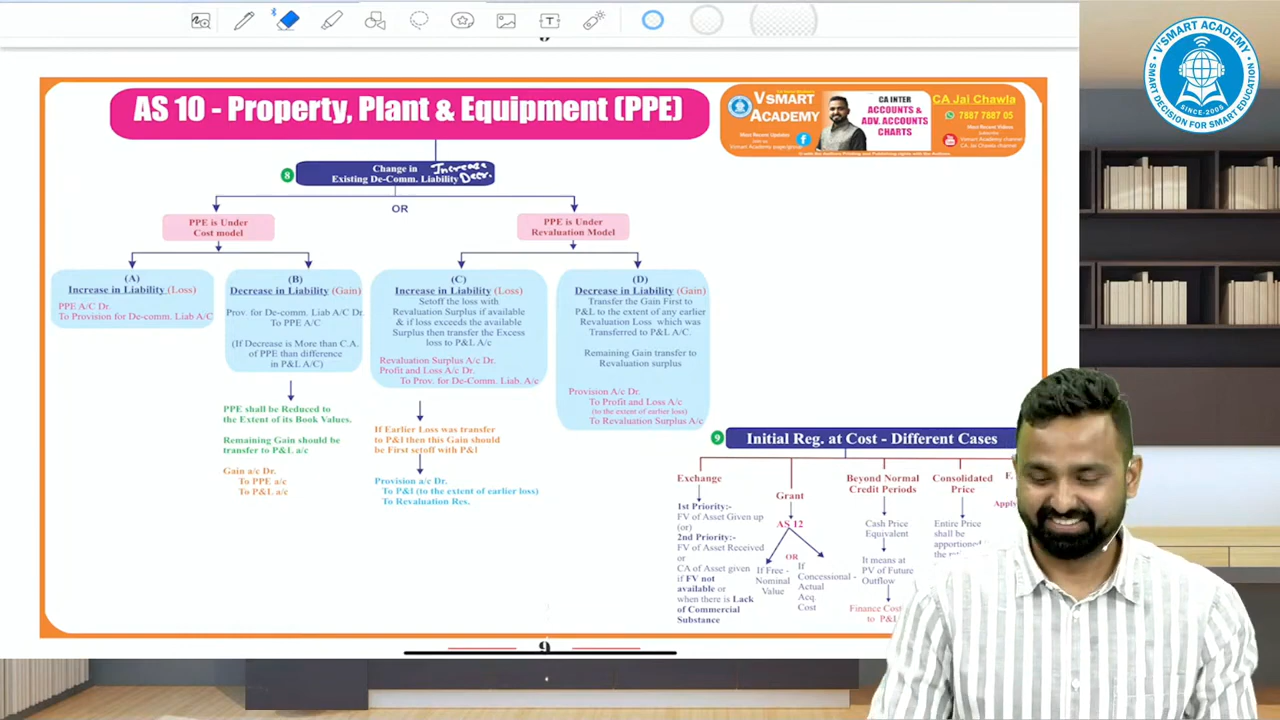 AS 10 - Property, Plant & Equipment (PPE)
VSMART
ACADEMY
CA INTER
ACCOUNTS &
ADV. ACCOUNTS
CHARTS
CA Jai Chawla
7887 7887 05
V'SMART ACADEMY
SMART DECISION FOR SMART EDUCATION
SINCE-2005
8
Change in
Existing De-Comm. Liability
Increase
Decr.
OR
PPE is Under
Cost model
PPE is Under
Revaluation Model
(A)
Increase in Liability (Loss)
PPE A/C Dr.
To Provision for De-comm. Liab A/C
(B)
Decrease in Liability (Gain)
Prov. for De-comm. Liab A/C Dr.
To PPE A/C
(If Decrease is More than C.A.
of PPE than difference
in P&L A/C)
PPE shall be Reduced to
the Extent of its Book Values.
Remaining Gain should be
transfer to P&L a/c
Gain a/c Dr.
To PPE a/c
To P&L a/c
(C)
Increase in Liability (Loss)
Setoff the loss with
Revaluation Surplus if available
& if loss exceeds the available
Surplus then transfer the Excess
loss to P&L A/c
Revaluation Surplus A/c Dr.
Profit and Loss A/c Dr.
To Prov. for De-Comm. Liab. A/c
If Earlier Loss was transfer
to P&l then this Gain should
be First setoff with P&l
Provision a/c Dr.
To P&l (to the extent of earlier loss)
To Revaluation Res.
(D)
Decrease in Liability (Gain)
Transfer the Gain First to
P&L to the extent of any earlier
Revaluation Loss which was
Transferred to P&L A/C.
Remaining Gain transfer to
Revaluation surplus
Provision A/c Dr.
To Profit and Loss A/c
(to the extent of earlier loss)
To Revaluation Surplus A/c
9
Initial Reg. at Cost - Different Cases
Exchange
1st Priority:-
FV of Asset Given up
(or)
2nd Priority:-
FV of Asset Received
or
CA of Asset given
if FV not
available or
when there is Lack
of Commercial
Substance
Grant
AS 12
OR
If Free -
Nominal
Value
If
Concessional -
Actual
Acq.
Cost
Beyond Normal
Credit Periods
Cash Price
Equivalent
It means at
PV of Future
Outflow
Finance Cost
to P&L
Consolidated
Price
Entire Price
shall be
apportioned
F.
Apply
9